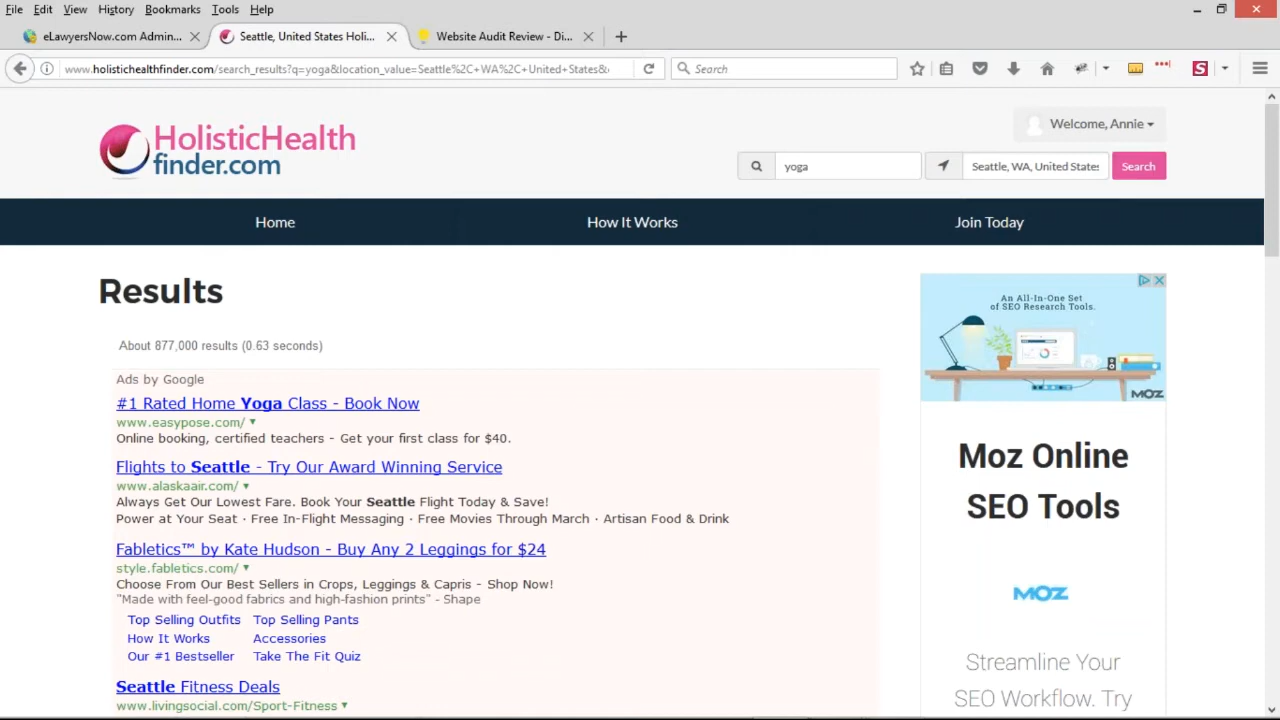 File Edit View History Bookmarks Tools Help
eLawyersNow.com Admin... Seattle, United States Holi... Website Audit Review - Di...
www.holistichealthfinder.com/search_results?q=yoga&location_value=Seattle%2C+WA%2C+United+States& Search
HolisticHealth
finder.com
Welcome, Annie
yoga Seattle, WA, United States Search
Home How It Works Join Today
Results
About 877,000 results (0.63 seconds)
Ads by Google
#1 Rated Home Yoga Class - Book Now
www.easypose.com/
Online booking, certified teachers - Get your first class for $40.
Flights to Seattle - Try Our Award Winning Service
www.alaskaair.com/
Always Get Our Lowest Fare. Book Your Seattle Flight Today & Save!
Power at Your Seat · Free In-Flight Messaging · Free Movies Through March · Artisan Food & Drink
Fabletics™ by Kate Hudson - Buy Any 2 Leggings for $24
style.fabletics.com/
Choose From Our Best Sellers in Crops, Leggings & Capris - Shop Now!
"Made with feel-good fabrics and high-fashion prints" - Shape
Top Selling Outfits Top Selling Pants
How It Works Accessories
Our #1 Bestseller Take The Fit Quiz
Seattle Fitness Deals
www.livingsocial.com/Sport-Fitness
An All-In-One Set
of SEO Research Tools.
MOZ
Moz Online
SEO Tools
MOZ
Streamline Your
SEO Workflow. Try